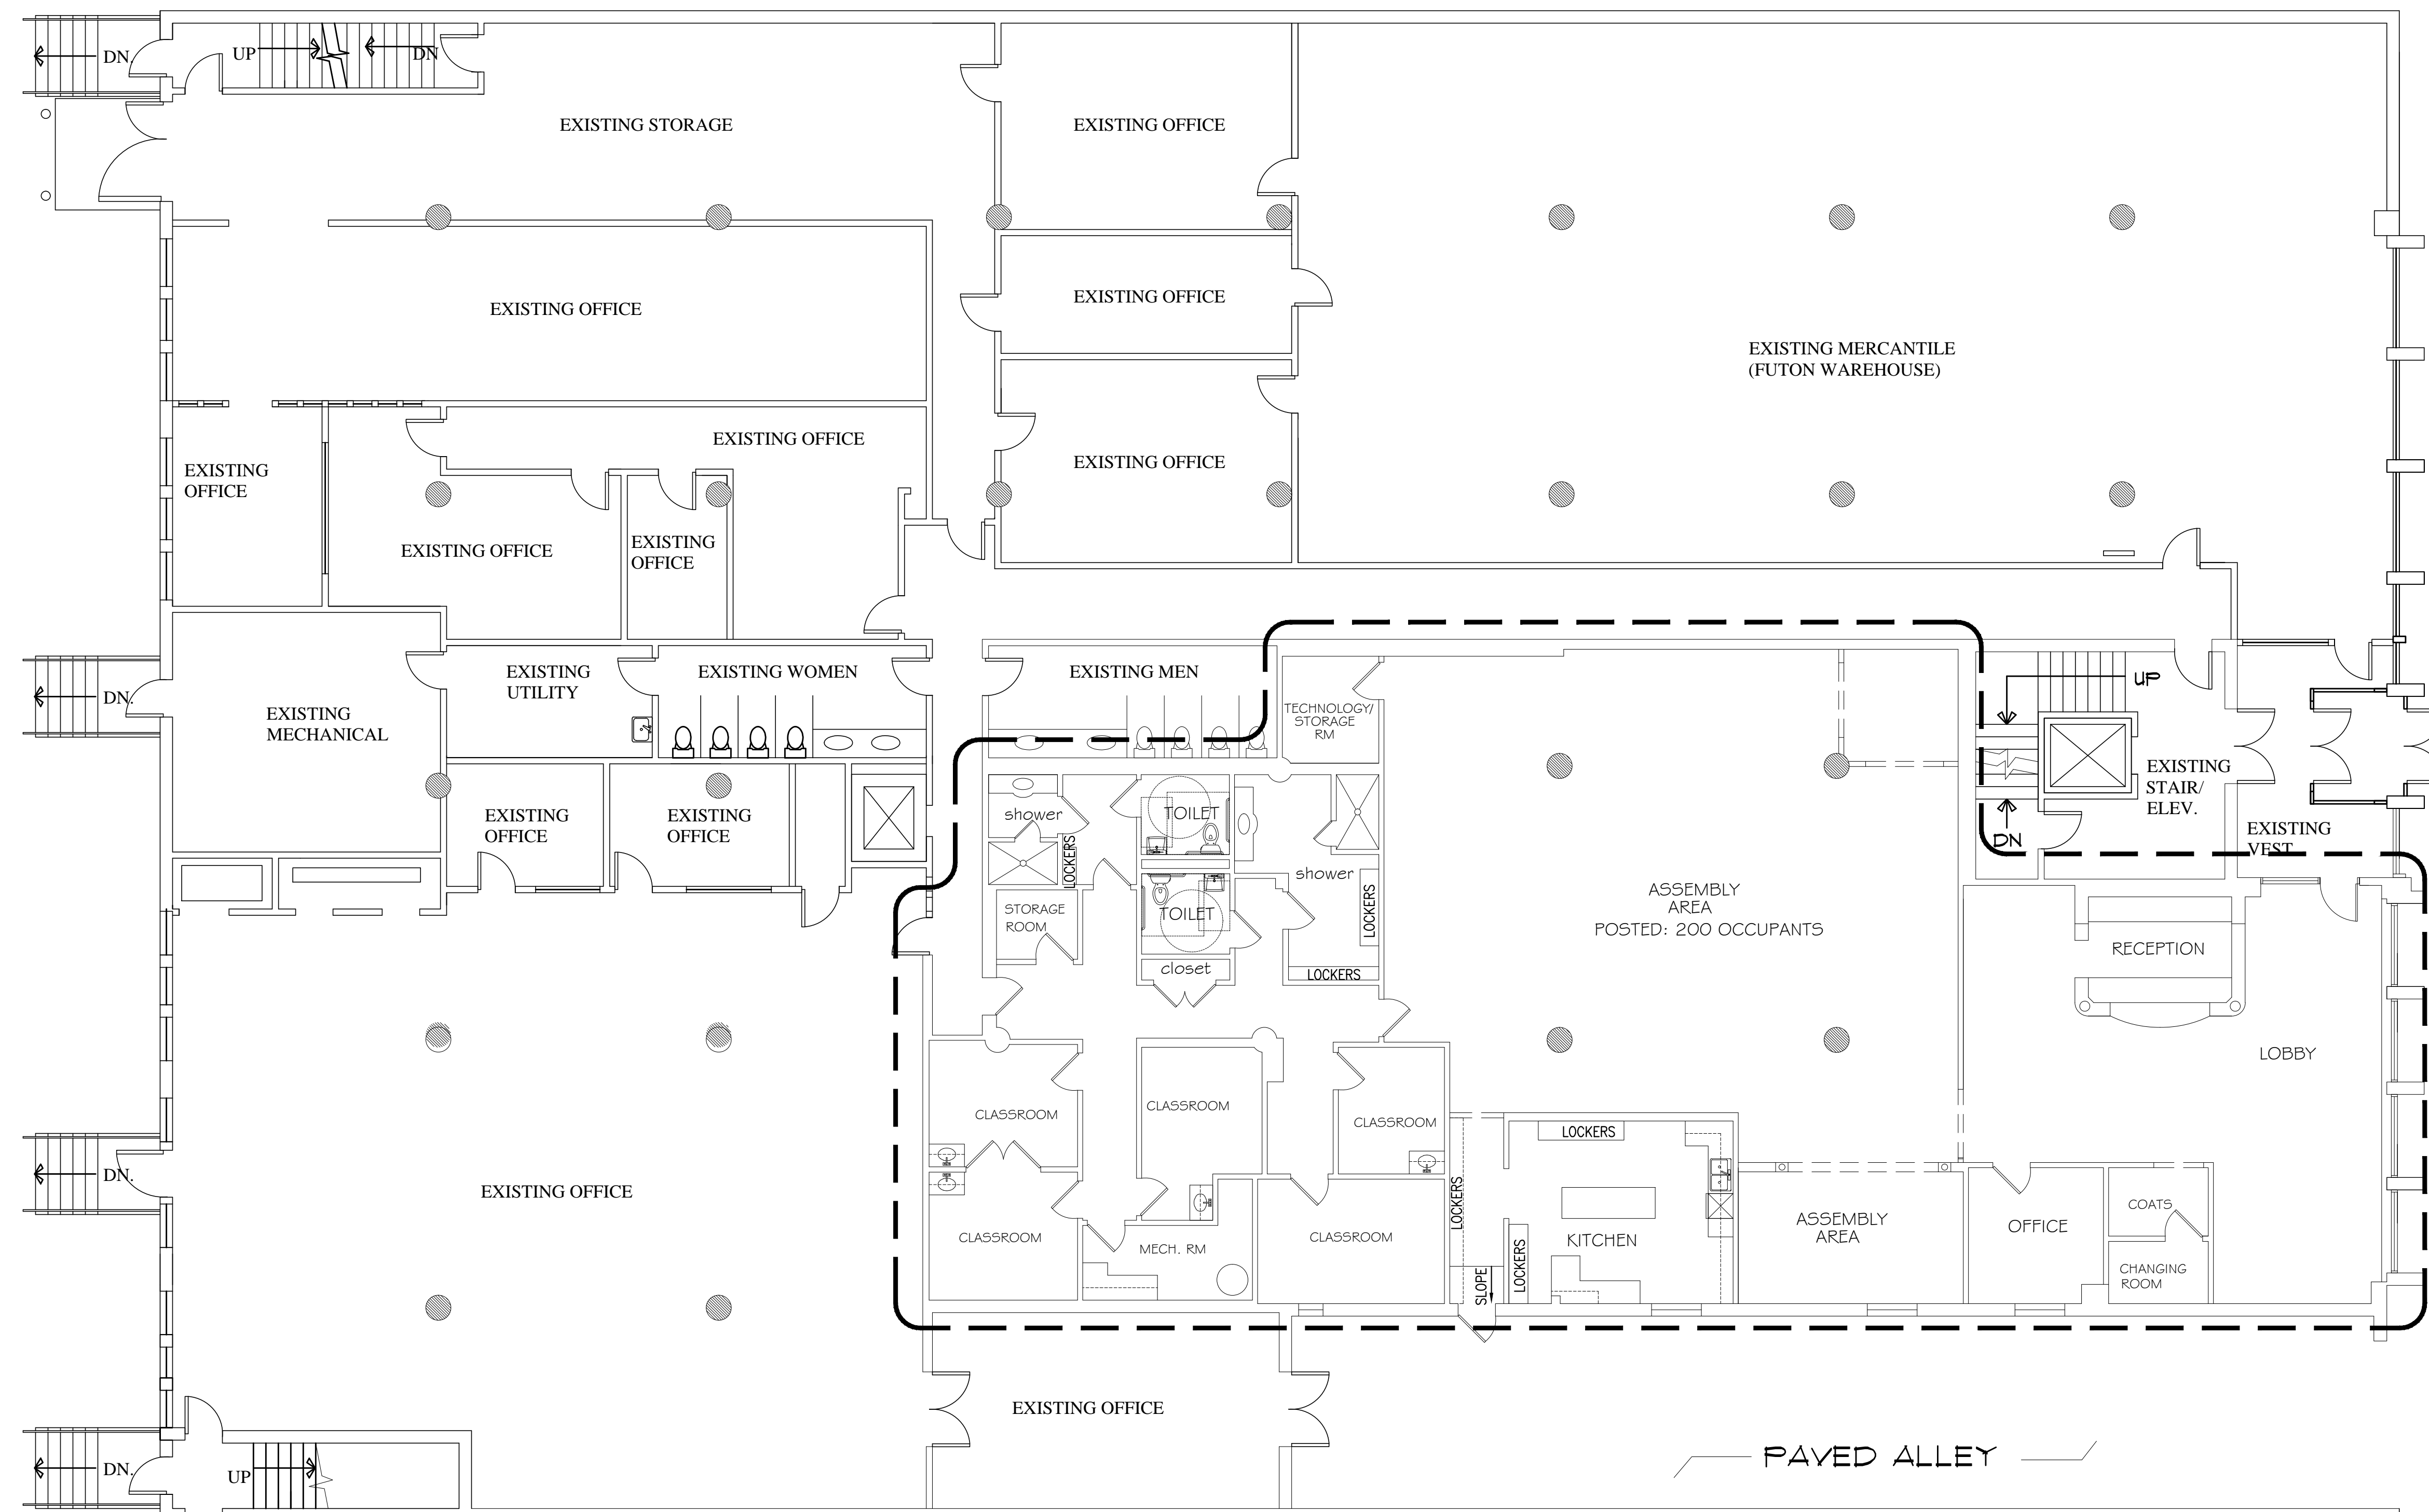 DN.
UP
DN
EXISTING STORAGE
EXISTING OFFICE
EXISTING OFFICE
EXISTING OFFICE
EXISTING MERCANTILE
(FUTON WAREHOUSE)
EXISTING OFFICE
EXISTING OFFICE
EXISTING
OFFICE
EXISTING OFFICE
EXISTING
OFFICE
EXISTING OFFICE
DN.
EXISTING
MECHANICAL
EXISTING
UTILITY
EXISTING WOMEN
EXISTING MEN
TECHNOLOGY/
STORAGE
RM
UP
DN
EXISTING
STAIR/
ELEV.
EXISTING
VEST.
EXISTING
OFFICE
EXISTING
OFFICE
shower
LOCKERS
TOILET
shower
LOCKERS
STORAGE
ROOM
TOILET
closet
LOCKERS
ASSEMBLY
AREA
POSTED: 200 OCCUPANTS
RECEPTION
LOBBY
CLASSROOM
CLASSROOM
CLASSROOM
LOCKERS
DN.
EXISTING OFFICE
CLASSROOM
MECH. RM
CLASSROOM
LOCKERS
SLOPE
LOCKERS
KITCHEN
ASSEMBLY
AREA
OFFICE
COATS
CHANGING
ROOM
EXISTING OFFICE
DN.
UP
PAVED ALLEY